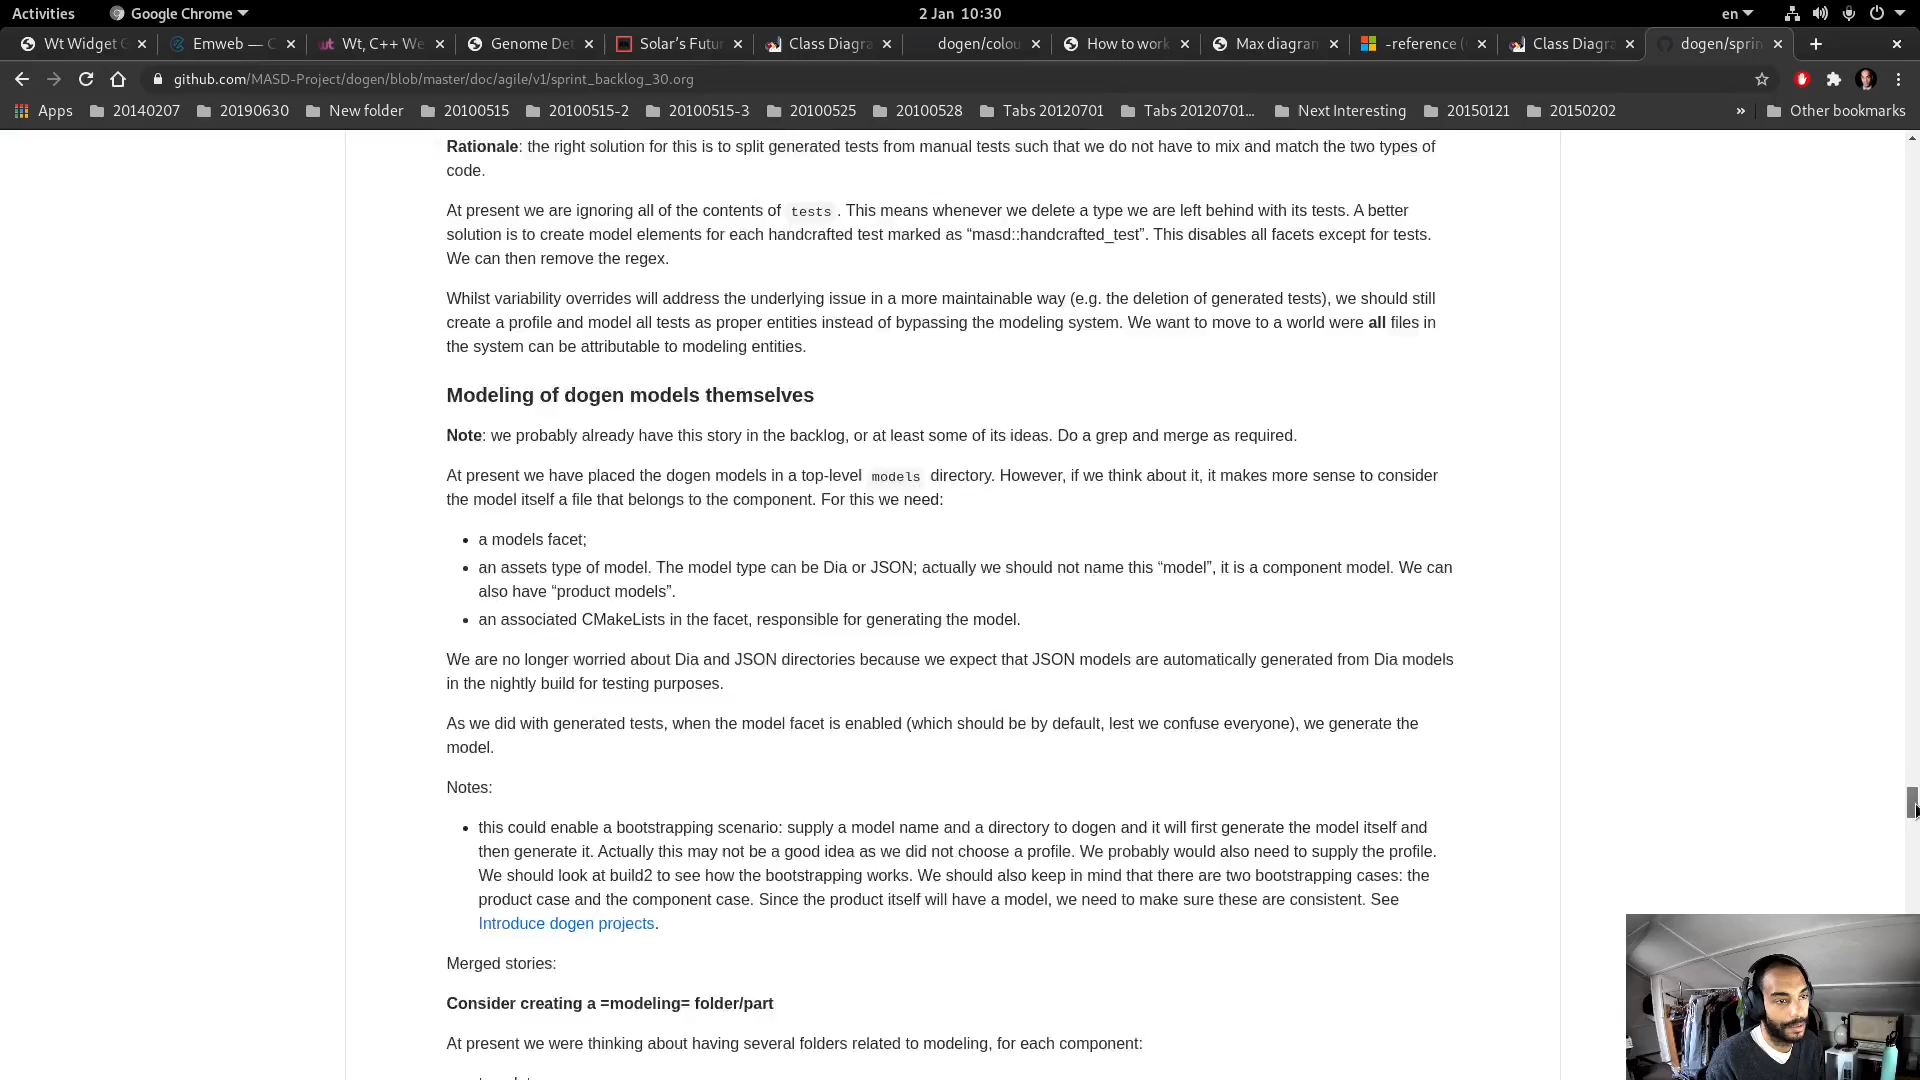 Activities Google Chrome 2 Jan 10:30 en
Wt Widget G Emweb — C Wt, C++ We Genome Det Solar’s Futur Class Diagra dogen/colou How to work Max diagram -reference ( Class Diagra dogen/sprin
github.com/MASD-Project/dogen/blob/master/doc/agile/v1/sprint_backlog_30.org
Apps 20140207 20190630 New folder 20100515 20100515-2 20100515-3 20100525 20100528 Tabs 20120701 Tabs 20120701… Next Interesting 20150121 20150202 » Other bookmarks
Rationale: the right solution for this is to split generated tests from manual tests such that we do not have to mix and match the two types of
code.
At present we are ignoring all of the contents of tests . This means whenever we delete a type we are left behind with its tests. A better
solution is to create model elements for each handcrafted test marked as “masd::handcrafted_test”. This disables all facets except for tests.
We can then remove the regex.
Whilst variability overrides will address the underlying issue in a more maintainable way (e.g. the deletion of generated tests), we should still
create a profile and model all tests as proper entities instead of bypassing the modeling system. We want to move to a world were all files in
the system can be attributable to modeling entities.
Modeling of dogen models themselves
Note: we probably already have this story in the backlog, or at least some of its ideas. Do a grep and merge as required.
At present we have placed the dogen models in a top-level models directory. However, if we think about it, it makes more sense to consider
the model itself a file that belongs to the component. For this we need:
• a models facet;
• an assets type of model. The model type can be Dia or JSON; actually we should not name this “model”, it is a component model. We can
also have “product models”.
• an associated CMakeLists in the facet, responsible for generating the model.
We are no longer worried about Dia and JSON directories because we expect that JSON models are automatically generated from Dia models
in the nightly build for testing purposes.
As we did with generated tests, when the model facet is enabled (which should be by default, lest we confuse everyone), we generate the
model.
Notes:
• this could enable a bootstrapping scenario: supply a model name and a directory to dogen and it will first generate the model itself and
then generate it. Actually this may not be a good idea as we did not choose a profile. We probably would also need to supply the profile.
We should look at build2 to see how the bootstrapping works. We should also keep in mind that there are two bootstrapping cases: the
product case and the component case. Since the product itself will have a model, we need to make sure these are consistent. See
Introduce dogen projects.
Merged stories:
Consider creating a =modeling= folder/part
At present we were thinking about having several folders related to modeling, for each component: